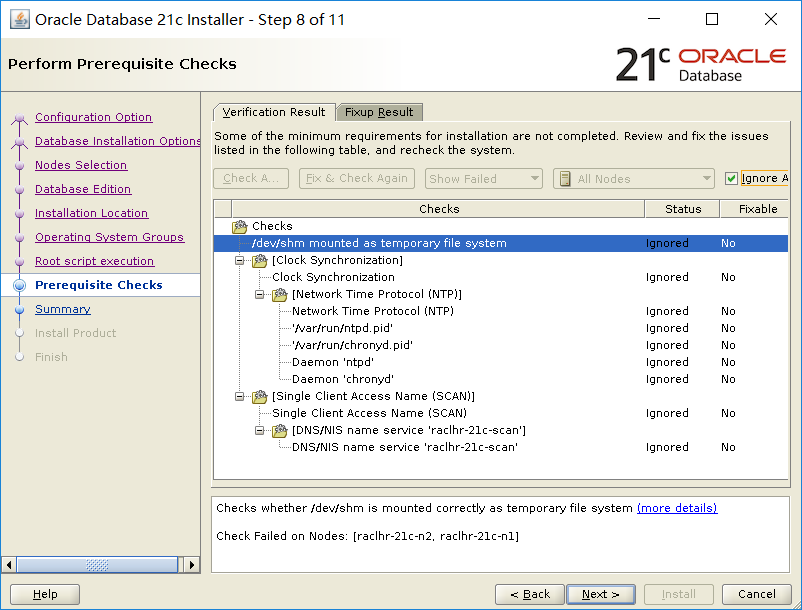 Oracle Database 21c Installer - Step 8 of 11
Perform Prerequisite Checks
21c ORACLE
Database
Configuration Option
Database Installation Options
Nodes Selection
Database Edition
Installation Location
Operating System Groups
Root script execution
Prerequisite Checks
Summary
Install Product
Finish
Verification Result Fixup Result
Some of the minimum requirements for installation are not completed. Review and fix the issues
listed in the following table, and recheck the system.
Check A... Fix & Check Again Show Failed All Nodes Ignore A
Checks Status Fixable
Checks
/dev/shm mounted as temporary file system Ignored No
[Clock Synchronization]
Clock Synchronization Ignored No
[Network Time Protocol (NTP)]
Network Time Protocol (NTP) Ignored No
'/var/run/ntpd.pid' Ignored No
'/var/run/chronyd.pid' Ignored No
Daemon 'ntpd' Ignored No
Daemon 'chronyd' Ignored No
[Single Client Access Name (SCAN)]
Single Client Access Name (SCAN) Ignored No
[DNS/NIS name service 'raclhr-21c-scan']
DNS/NIS name service 'raclhr-21c-scan' Ignored No
Checks whether /dev/shm is mounted correctly as temporary file system (more details)
Check Failed on Nodes: [raclhr-21c-n2, raclhr-21c-n1]
Help < Back Next > Install Cancel